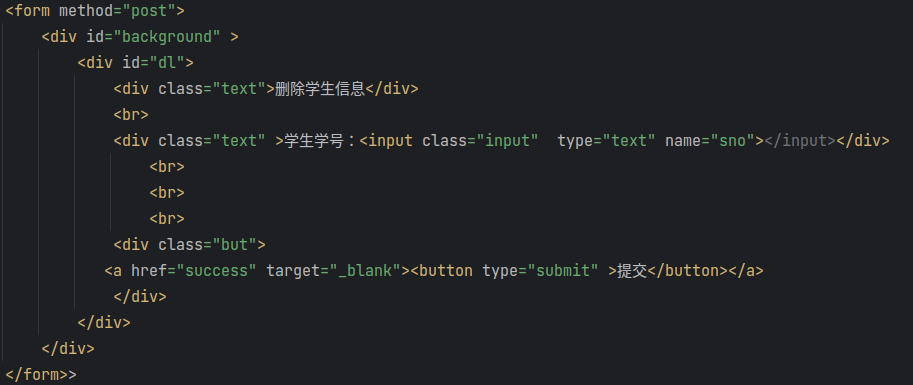 <form method="post">
    <div id="background" >
        <div id="dl">
            <div class="text">删除学生信息</div>
            <br>
            <div class="text" >学生学号：<input class="input"  type="text" name="sno"></input></div>
                <br>
                <br>
                <br>
            <div class="but">
           <a href="success" target="_blank"><button type="submit" >提交</button></a>
            </div>
        </div>
    </div>
</form>>